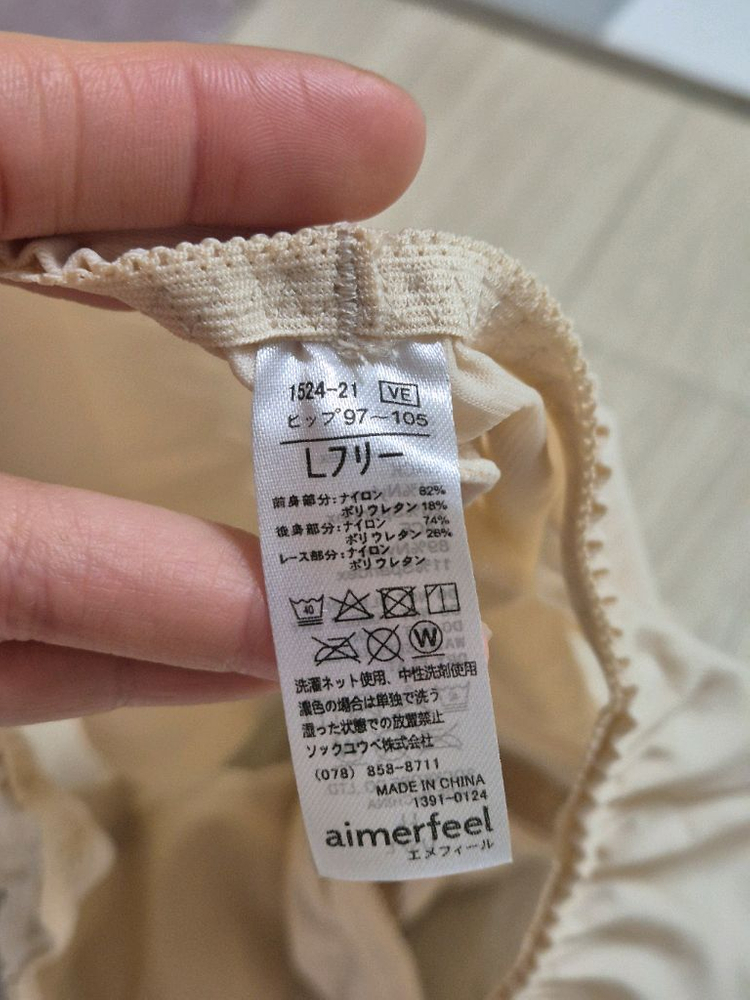 1524-21 VE
ヒップ97〜105
Lフリー
前身部分:ナイロン 82%
ポリウレタン 18%
後身部分:ナイロン 74%
ポリウレタン 26%
レース部分:ナイロン
ポリウレタン
40
W
洗濯ネット使用、中性洗剤使用
濃色の場合は単独で洗う
湿った状態での放置禁止
ソックコウベ株式会社
(078) 858-8711
MADE IN CHINA
1391-0124
aimerfeel
エメフィール